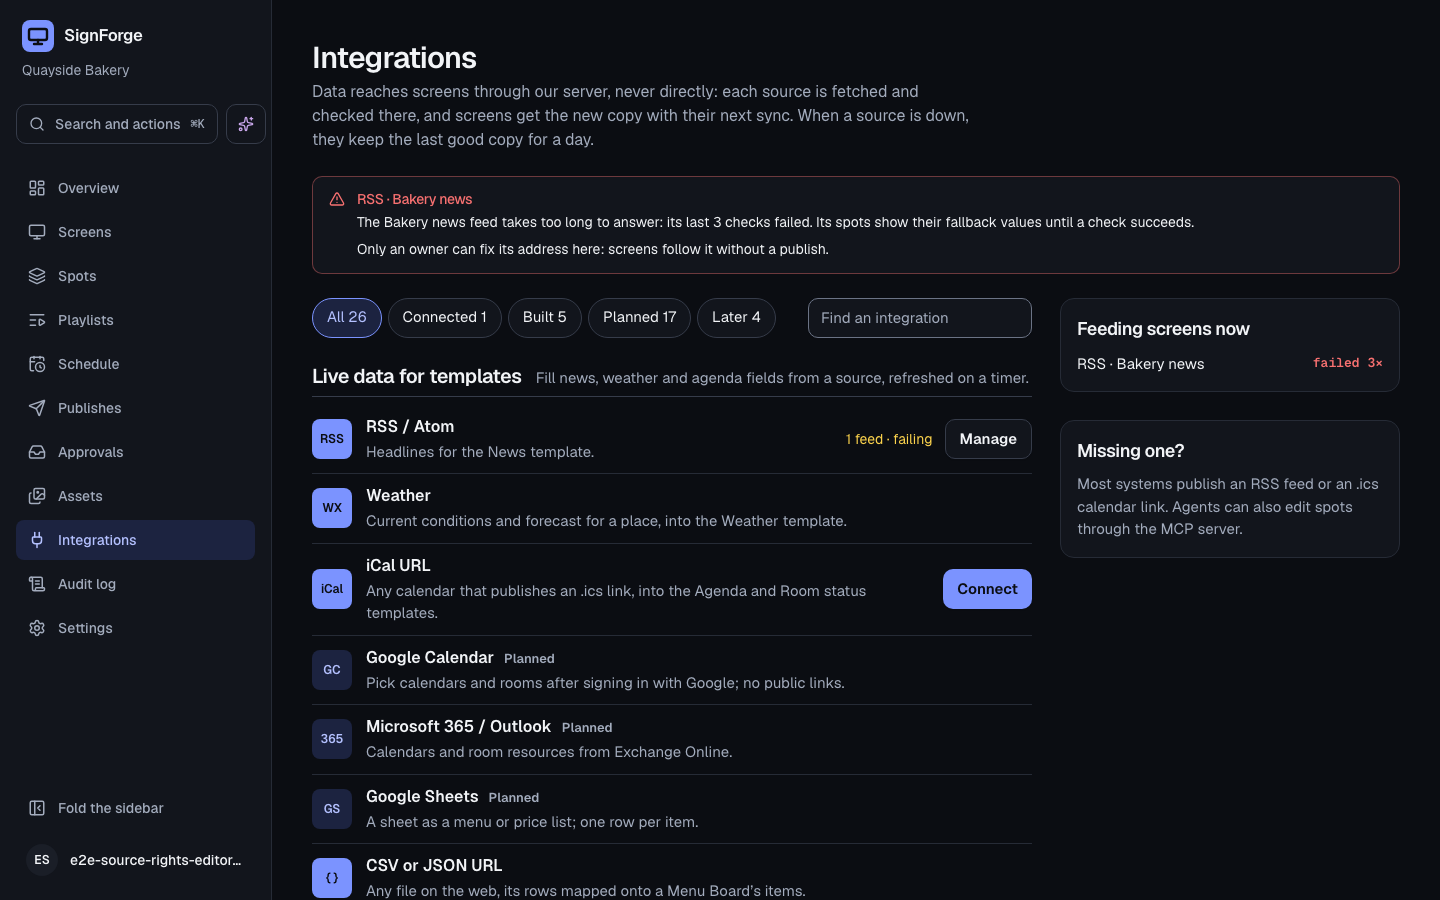 SignForge
Quayside Bakery
Search and actions ⌘K
Overview
Screens
Spots
Playlists
Schedule
Publishes
Approvals
Assets
Integrations
Audit log
Settings
Fold the sidebar
ES e2e-source-rights-editor...
Integrations
Data reaches screens through our server, never directly: each source is fetched and
checked there, and screens get the new copy with their next sync. When a source is down,
they keep the last good copy for a day.
RSS · Bakery news
The Bakery news feed takes too long to answer: its last 3 checks failed. Its spots show their fallback values until a check succeeds.
Only an owner can fix its address here: screens follow it without a publish.
All 26 Connected 1 Built 5 Planned 17 Later 4 Find an integration
Live data for templates Fill news, weather and agenda fields from a source, refreshed on a timer.
RSS RSS / Atom
Headlines for the News template.
1 feed · failing Manage
WX Weather
Current conditions and forecast for a place, into the Weather template.
iCal iCal URL
Any calendar that publishes an .ics link, into the Agenda and Room status
templates.
Connect
GC Google Calendar Planned
Pick calendars and rooms after signing in with Google; no public links.
365 Microsoft 365 / Outlook Planned
Calendars and room resources from Exchange Online.
GS Google Sheets Planned
A sheet as a menu or price list; one row per item.
{} CSV or JSON URL
Any file on the web, its rows mapped onto a Menu Board's items.
Feeding screens now
RSS · Bakery news failed 3×
Missing one?
Most systems publish an RSS feed or an .ics
calendar link. Agents can also edit spots
through the MCP server.